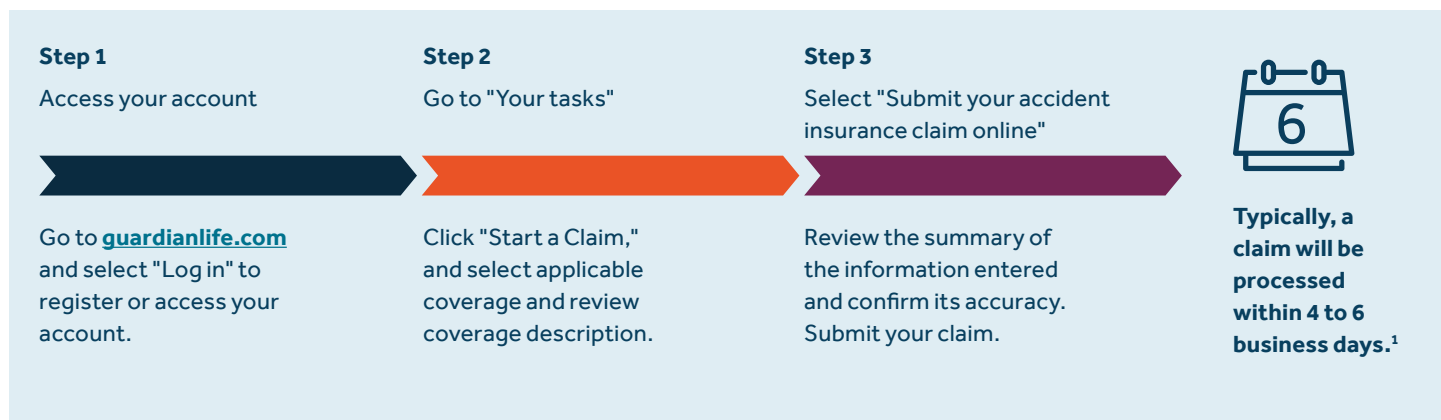 Step 1
Access your account
Go to guardianlife.com
and select "Log in" to
register or access your
account.
Step 2
Go to "Your tasks"
Click "Start a Claim,"
and select applicable
coverage and review
coverage description.
Step 3
Select "Submit your accident
insurance claim online"
Review the summary of
the information entered
and confirm its accuracy.
Submit your claim.
6
Typically, a
claim will be
processed
within 4 to 6
business days.¹